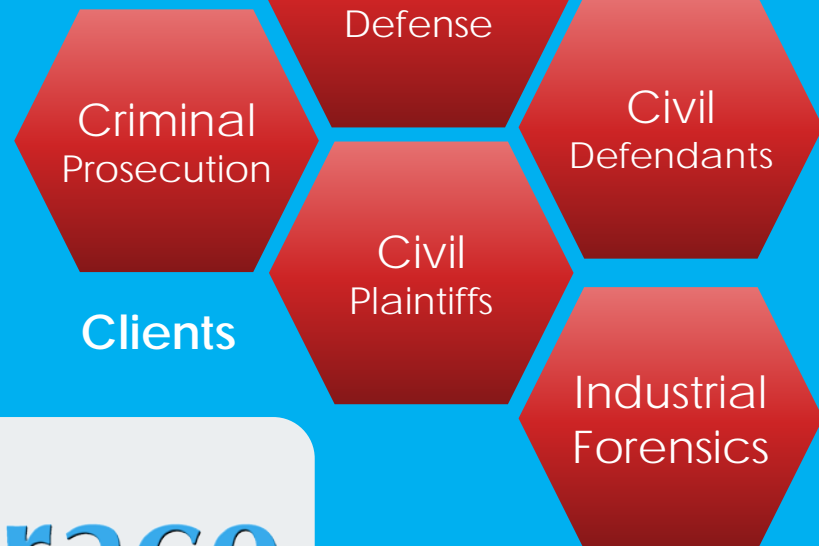 Defense
Criminal
Prosecution
Civil
Defendants
Civil
Plaintiffs
Clients
Industrial
Forensics